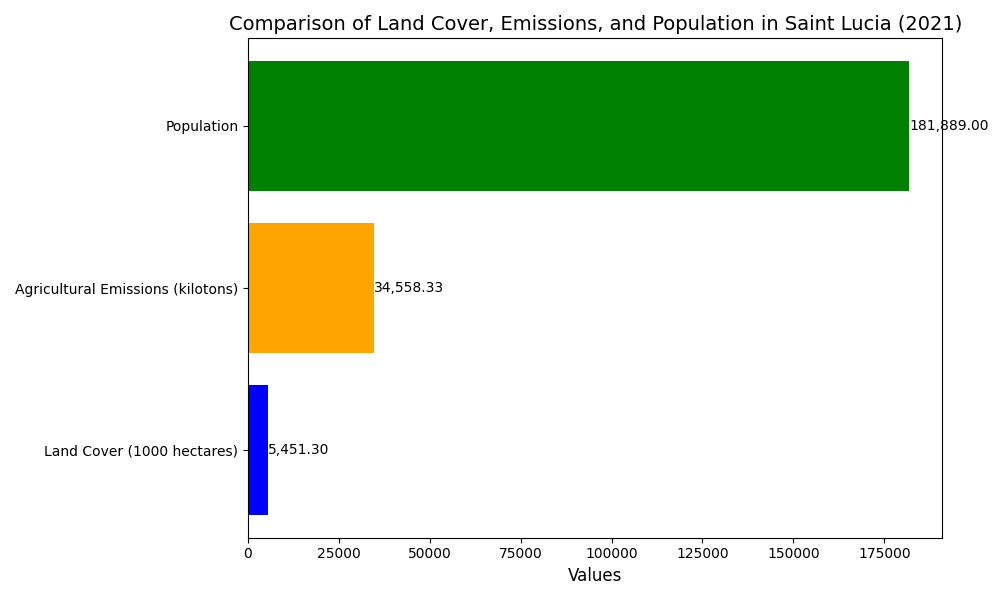 Comparison of Land Cover, Emissions, and Population in Saint Lucia (2021)
Population
181,889.00
Agricultural Emissions (kilotons)
34,558.33
Land Cover (1000 hectares)
5,451.30
0 25000 50000 75000 100000 125000 150000 175000
Values